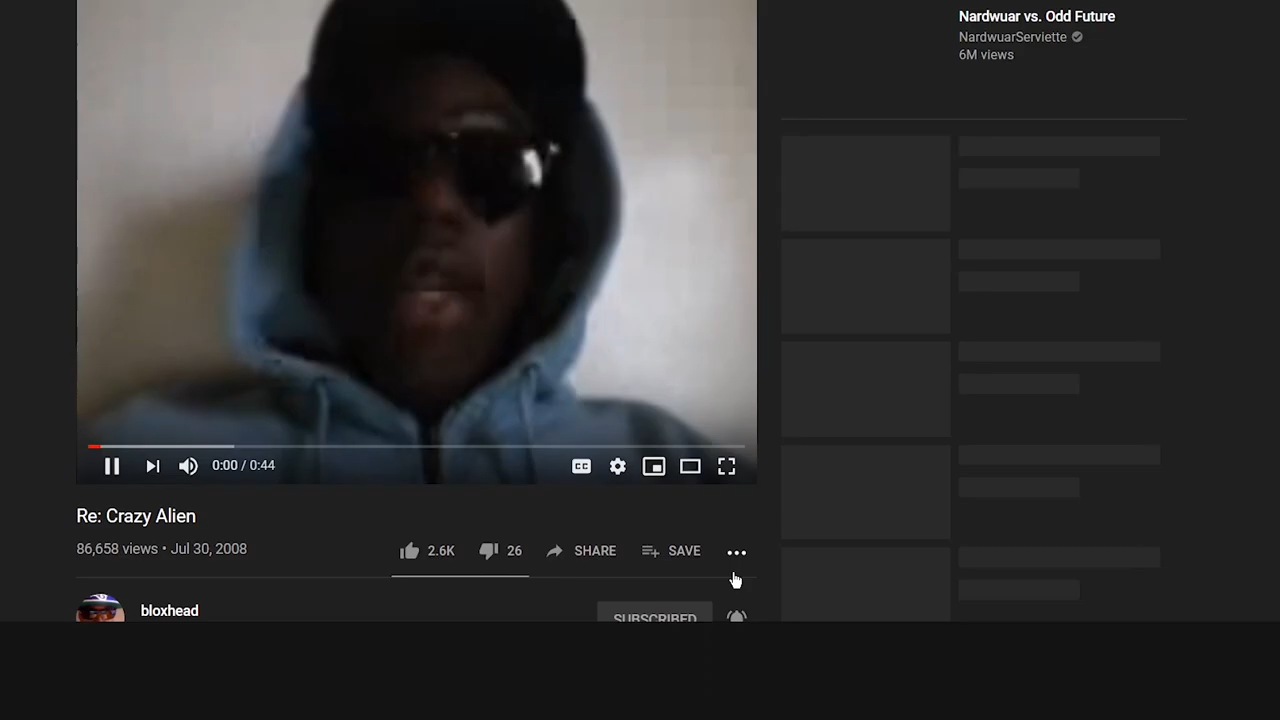 Nardwuar vs. Odd Future
NardwuarServiette
6M views
CC
0:00 / 0:44
Re: Crazy Alien
86,658 views • Jul 30, 2008
2.6K
26
SHARE
SAVE
bloxhead
SUBSCRIBED